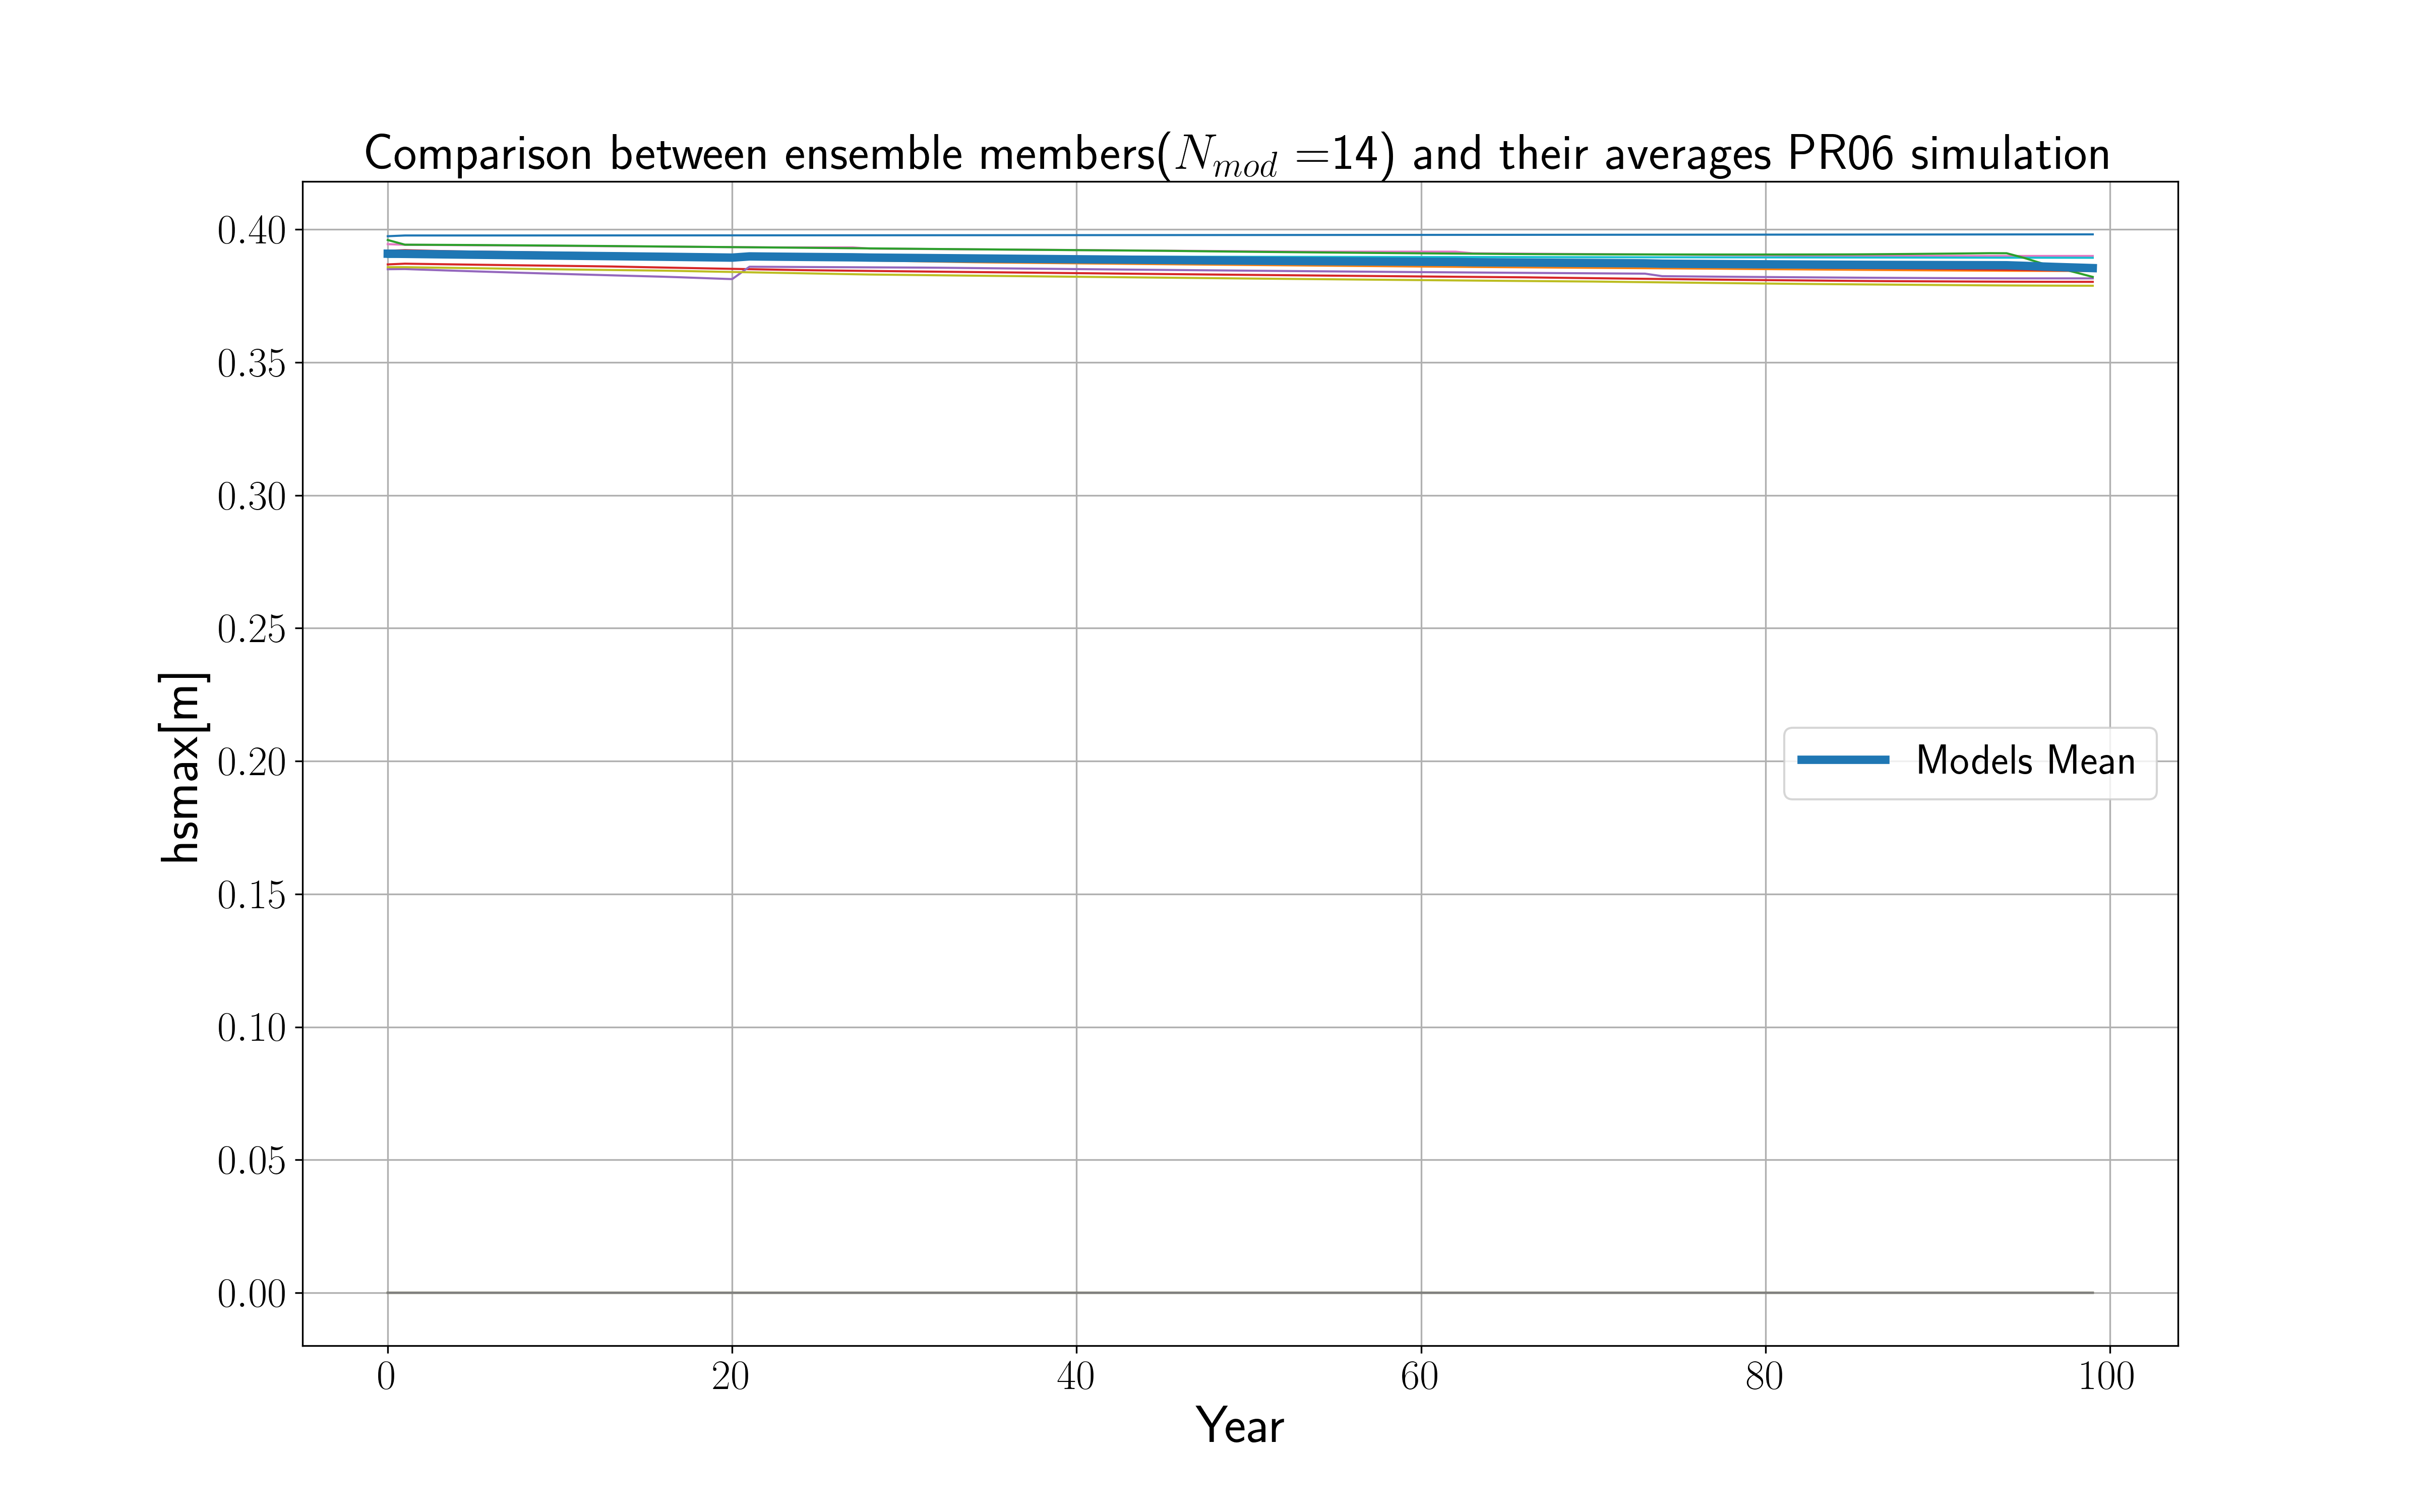 Comparison between ensemble members(N_mod =14) and their averages PR06 simulation
0.40
0.35
0.30
0.25
0.20
0.15
0.10
0.05
0.00
hsmax[m]
Models Mean
0 20 40 60 80 100
Year